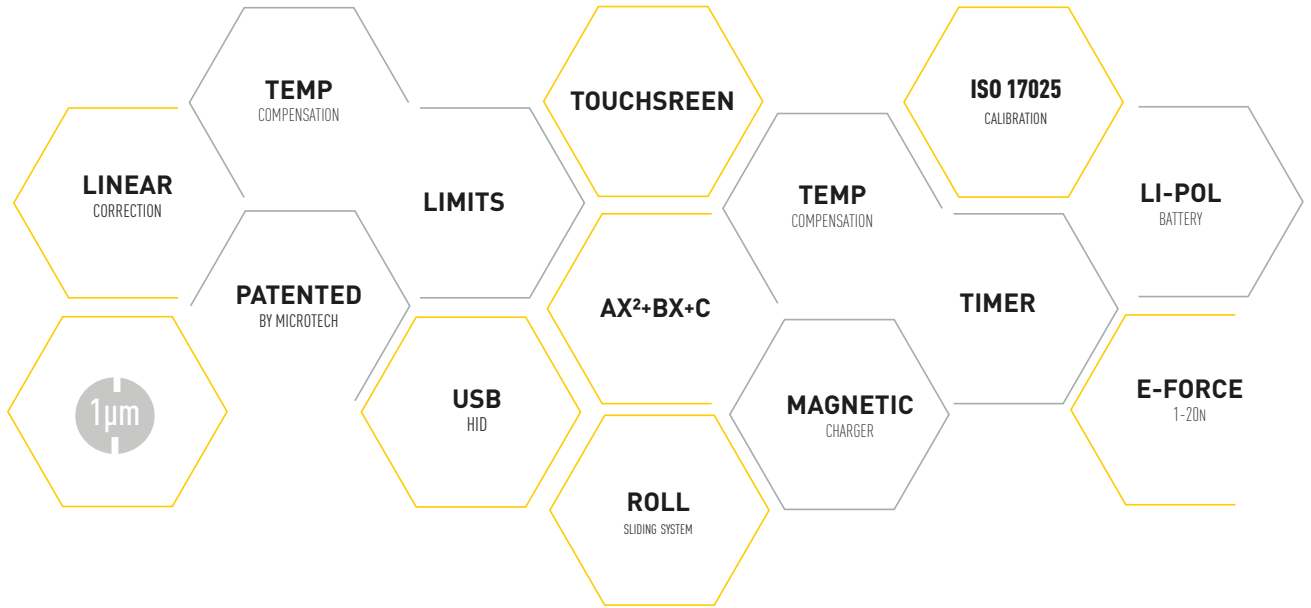 TEMP
COMPENSATION
TOUCHSREEN
ISO 17025
CALIBRATION
LINEAR
CORRECTION
LIMITS
TEMP
COMPENSATION
LI-POL
BATTERY
PATENTED
BY MICROTECH
AX²+BX+C
TIMER
1µm
USB
HID
MAGNETIC
CHARGER
E-FORCE
1-20N
ROLL
SLIDING SYSTEM